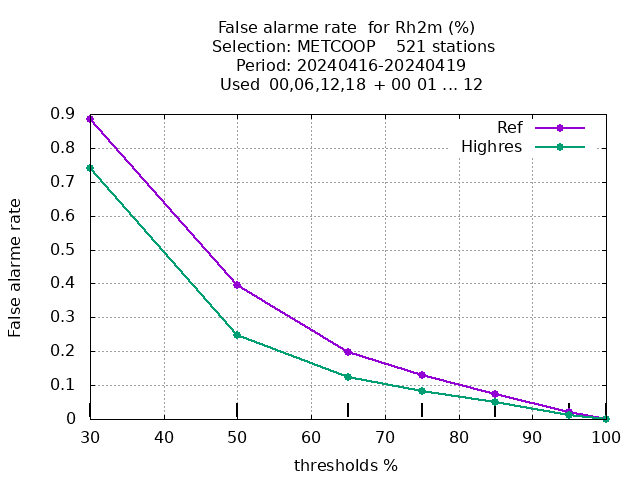 False alarme rate  for Rh2m (%)
Selection: METCOOP    521 stations
Period: 20240416-20240419
Used  00,06,12,18  + 00 01 ... 12
Ref
Highres
0.9
0.8
0.7
0.6
0.5
0.4
0.3
0.2
0.1
0
False alarme rate
30 40 50 60 70 80 90 100
thresholds %